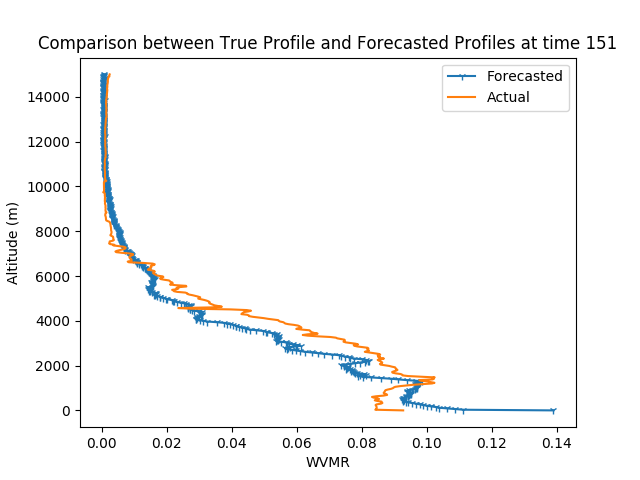 Comparison between True Profile and Forecasted Profiles at time 151
Forecasted
Actual
14000
12000
10000
8000
6000
4000
2000
0
Altitude (m)
0.00 0.02 0.04 0.06 0.08 0.10 0.12 0.14
WVMR